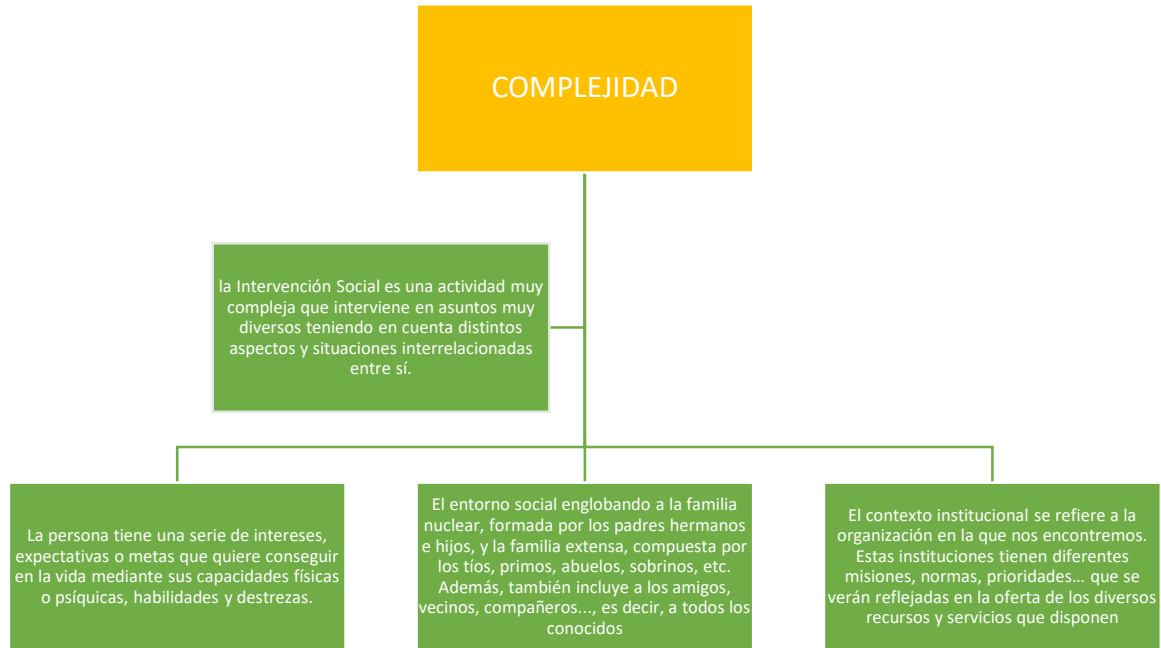 COMPLEJIDAD
la Intervención Social es una actividad muy
compleja que interviene en asuntos muy
diversos teniendo en cuenta distintos
aspectos y situaciones interrelacionadas
entre sí.
La persona tiene una serie de intereses,
expectativas o metas que quiere conseguir
en la vida mediante sus capacidades físicas
o psíquicas, habilidades y destrezas.
El entorno social englobando a la familia
nuclear, formada por los padres hermanos
e hijos, y la familia extensa, compuesta por
los tíos, primos, abuelos, sobrinos, etc.
Además, también incluye a los amigos,
vecinos, compañeros..., es decir, a todos los
conocidos
El contexto institucional se refiere a la
organización en la que nos encontremos.
Estas instituciones tienen diferentes
misiones, normas, prioridades… que se
verán reflejadas en la oferta de los diversos
recursos y servicios que disponen